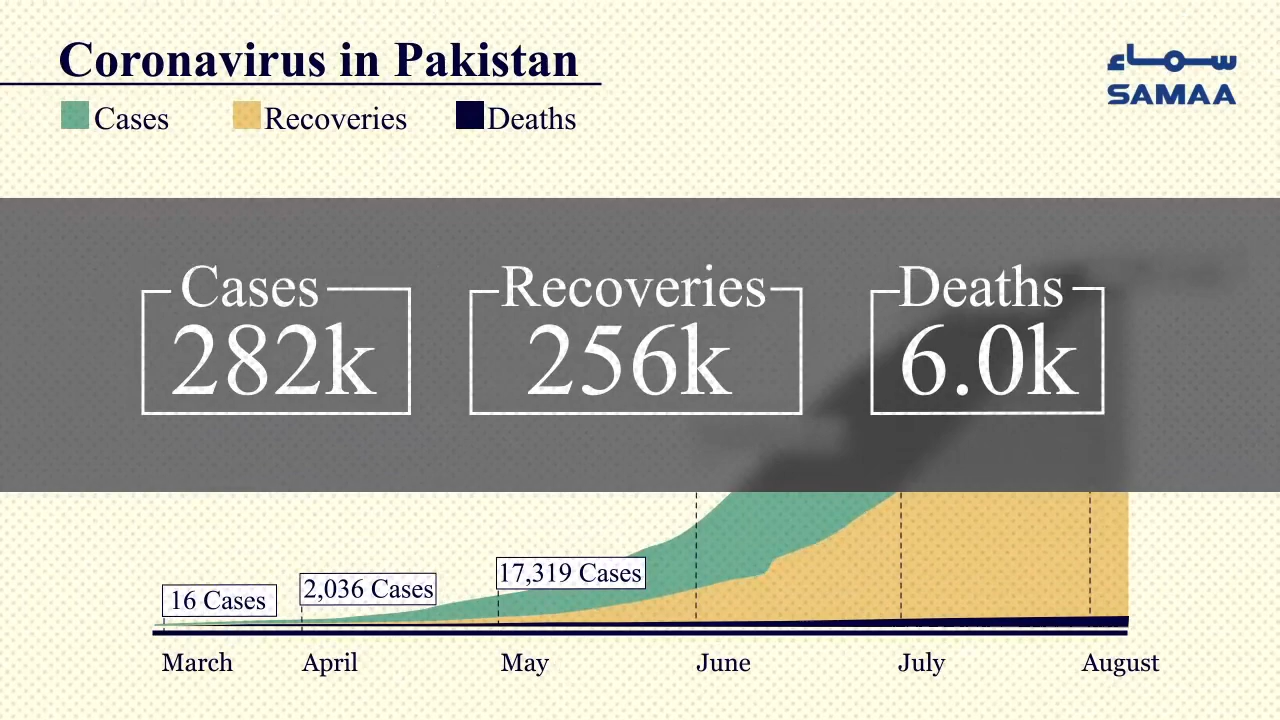 Coronavirus in Pakistan
سماء
SAMAA
Cases Recoveries Deaths
Cases Recoveries Deaths
282k 256k 6.0k
17,319 Cases
2,036 Cases
16 Cases
March April May June July August